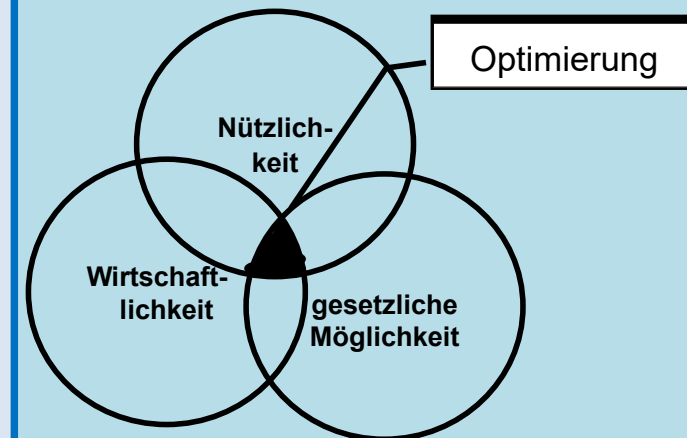 Optimierung
Nützlich-
keit
Wirtschaft-
lichkeit
gesetzliche
Möglichkeit